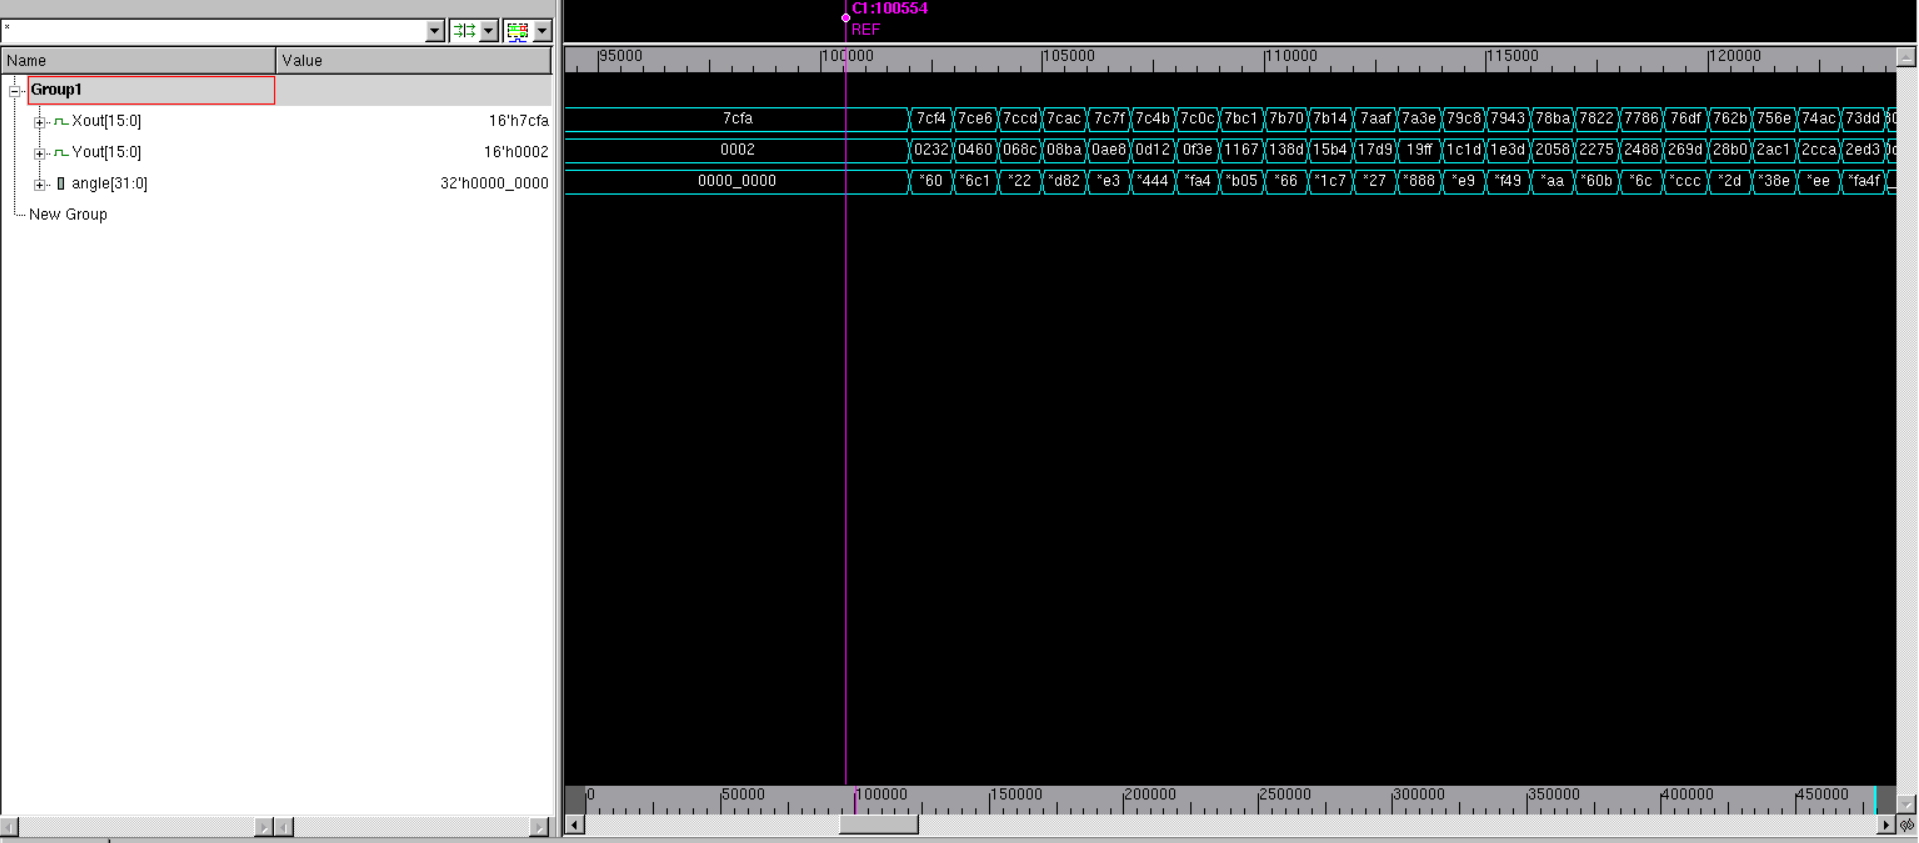 C1:100554
REF
*
Name Value
95000 100000 105000 110000 115000 120000
Group1
Xout[15:0] 16'h7cfa 7cfa 7cf4 7ce6 7ccd 7cac 7c7f 7c4b 7c0c 7bc1 7b70 7b14 7aaf 7a3e 79c8 7943 78ba 7822 7786 76df 762b 756e 74ac 73dd
Yout[15:0] 16'h0002 0002 0232 0460 068c 08ba 0ae8 0d12 0f3e 1167 138d 15b4 17d9 19ff 1c1d 1e3d 2058 2275 2488 269d 28b0 2ac1 2cca 2ed3
angle[31:0] 32'h0000_0000 0000_0000 *60 *6c1 *22 *d82 *e3 *444 *fa4 *b05 *66 *1c7 *27 *888 *e9 *f49 *aa *60b *6c *ccc *2d *38e *ee *fa4f
New Group
0 50000 100000 150000 200000 250000 300000 350000 400000 450000